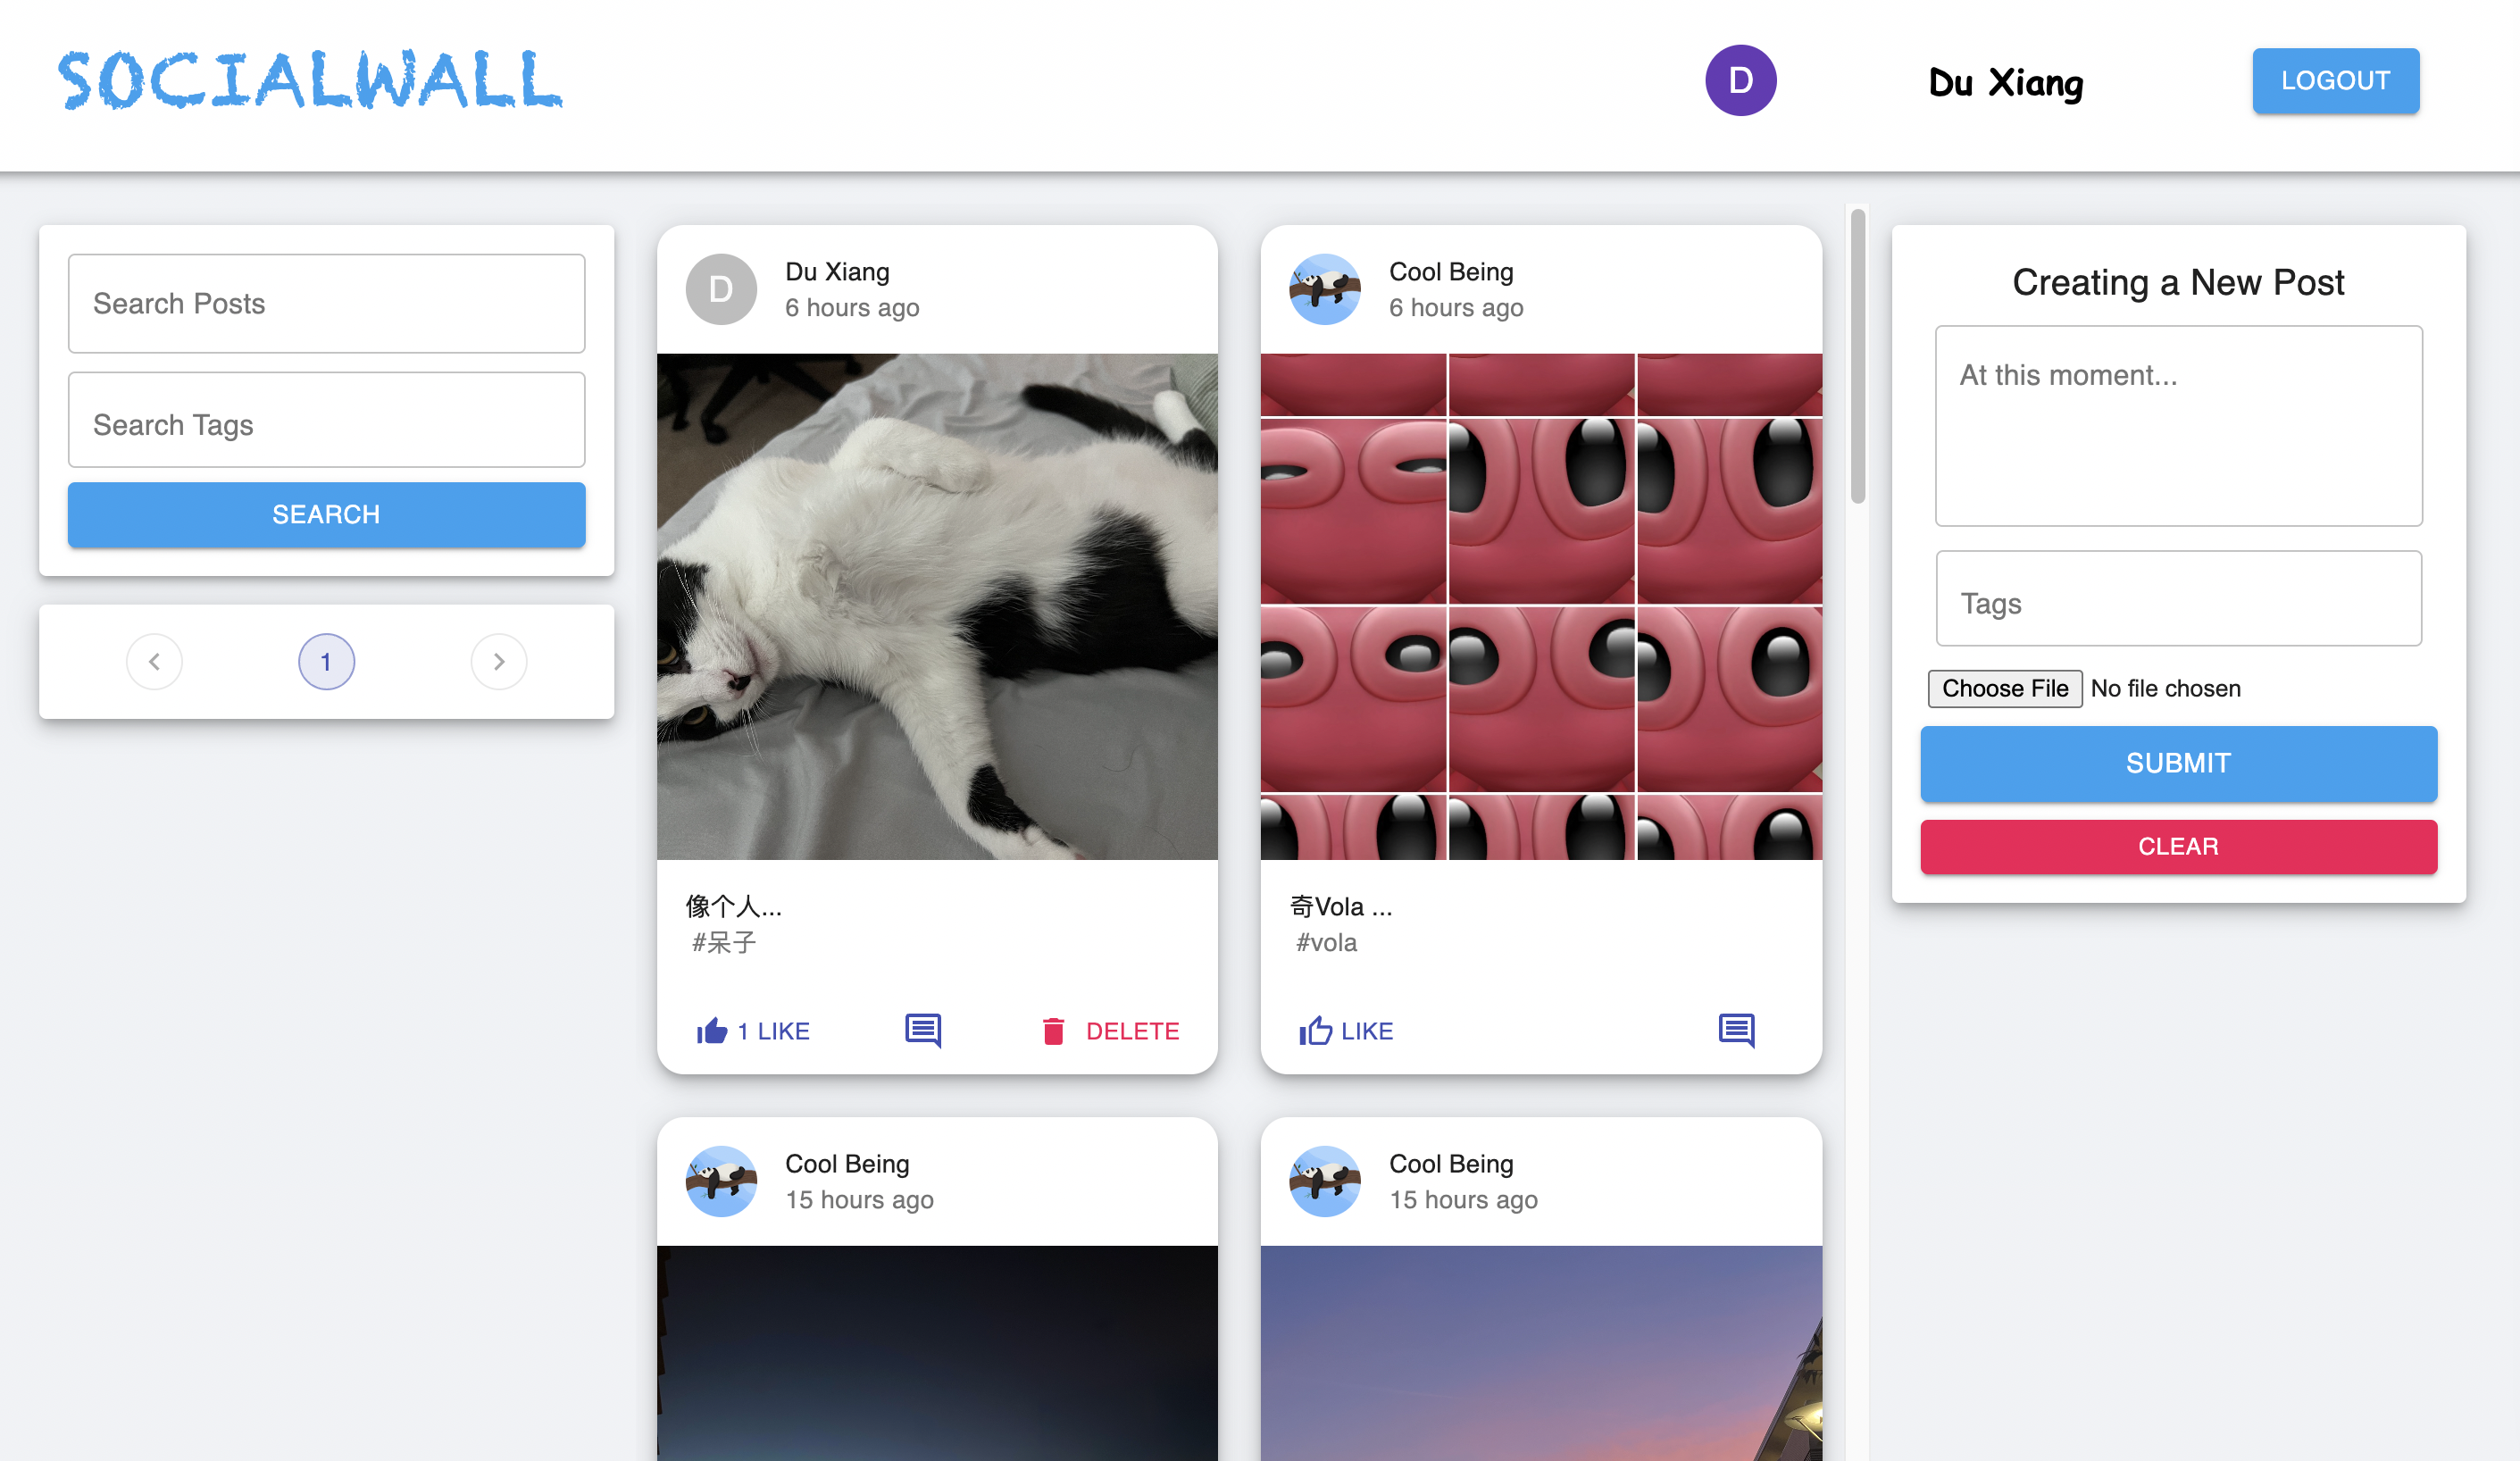 SOCIALWALL
D
Du Xiang
LOGOUT
Search Posts
Search Tags
SEARCH
1
D
Du Xiang
6 hours ago
像个人...
#呆子
1 LIKE
DELETE
Cool Being
6 hours ago
奇Vola ...
#vola
LIKE
Cool Being
15 hours ago
Cool Being
15 hours ago
Creating a New Post
At this moment...
Tags
Choose File No file chosen
SUBMIT
CLEAR